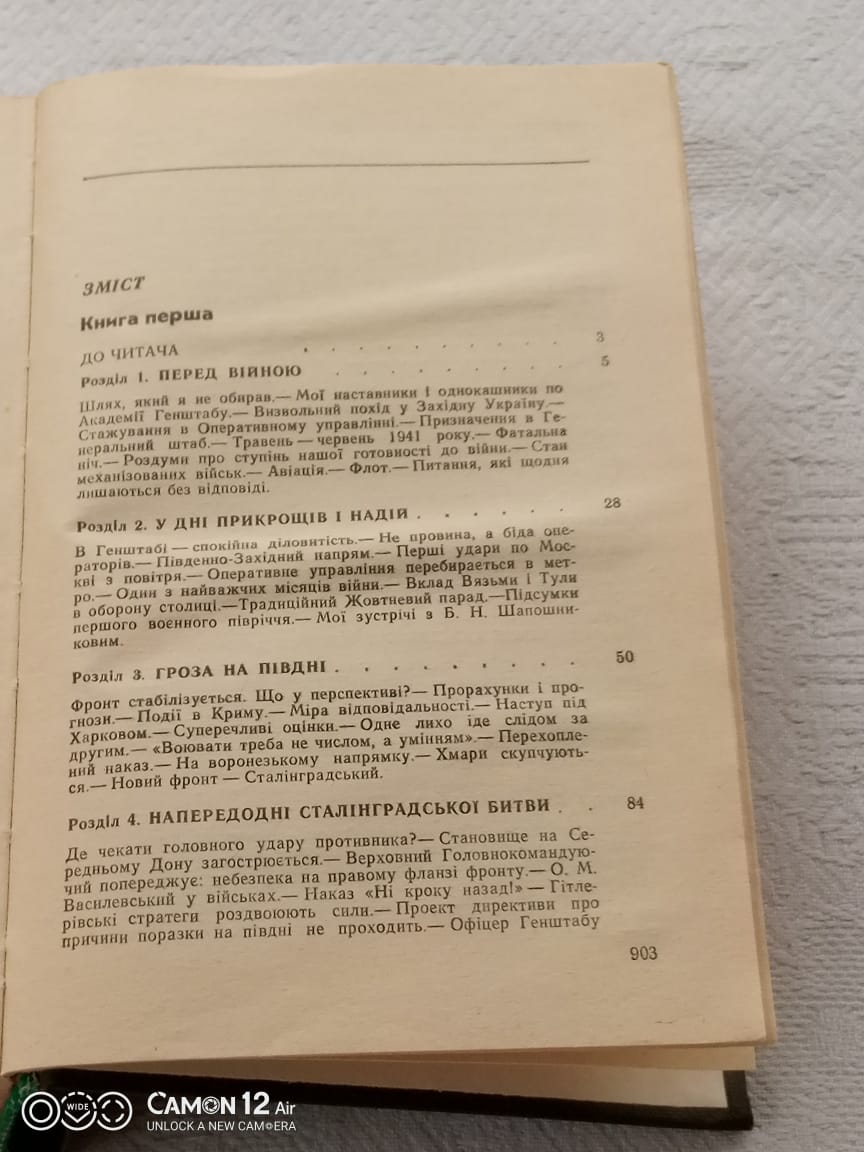 ЗМІСТ
Книга перша
ДО ЧИТАЧА . . . . . . . . . . 3
Розділ 1. ПЕРЕД ВІЙНОЮ . . . . . . . . . 5
Шлях, який я не обирав.— Мої наставники і однокашники по
Академії Генштабу.— Визвольний похід у Західну Україну.—
Стажування в Оперативному управлінні.— Призначення в Ге-
неральний штаб.— Травень — червень 1941 року.— Фатальна
ніч.— Роздуми про ступінь нашої готовності до війни.— Стан
механізованих військ.— Авіація.— Флот.— Питання, які щодня
лишаються без відповіді.
Розділ 2. У ДНІ ПРИКРОЩІВ І НАДІЙ . . . . . . 28
В Генштабі — спокійна діловитість.— Не провина, а біда опе-
раторів.— Південно-Західний напрям.— Перші удари по Мос-
кві з повітря.— Оперативне управління перебирається в мет-
ро.— Один з найважчих місяців війни.— Вклад Вязьми і Тули
в оборону столиці.—Традиційний Жовтневий парад.—Підсумки
першого воєнного півріччя.— Мої зустрічі з Б. Н. Шапошни-
ковим.
Розділ 3. ГРОЗА НА ПІВДНІ . . . . . . . . . 50
Фронт стабілізується. Що у перспективі?— Прорахунки і про-
гнози.— Події в Криму.— Міра відповідальності.— Наступ під
Харковом.— Суперечливі оцінки.— Одне лихо іде слідом за
другим.— «Воювати треба не числом, а умінням».— Перехопле-
ний наказ.— На воронезькому напрямку.— Хмари скупчують-
ся.— Новий фронт — Сталінградський.
Розділ 4. НАПЕРЕДОДНІ СТАЛІНГРАДСЬКОЇ БИТВИ . . 84
Де чекати головного удару противника?— Становище на Се-
редньому Дону загострюється.— Верховний Головнокомандую-
чий попереджує: небезпека на правому фланзі фронту.— О. М.
Василевський у військах.— Наказ «Ні кроку назад!» — Гітле-
рівські стратеги роздвоюють сили.— Проект директиви про
причини поразки на півдні не проходить.— Офіцер Генштабу
903
WIDE
CAMON 12 Air
UNLOCK A NEW CAMERA